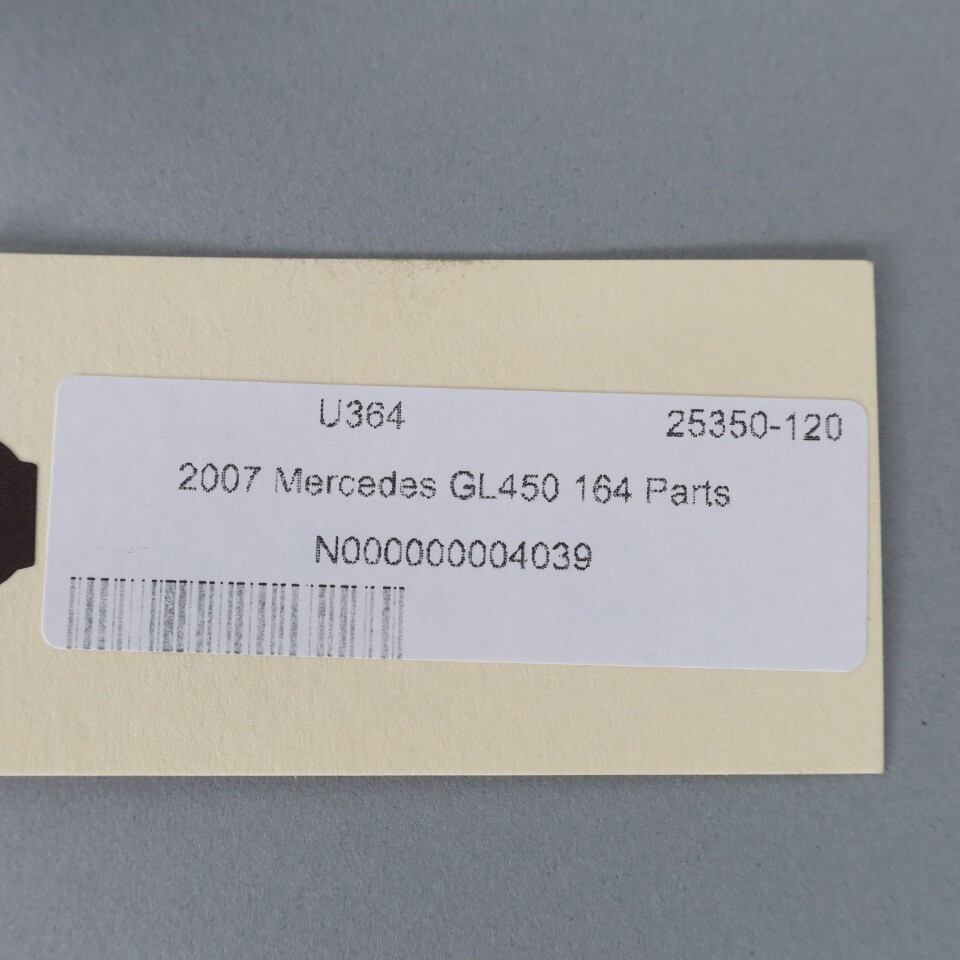 U364 25350-120
2007 Mercedes GL450 164 Parts
N000000004039